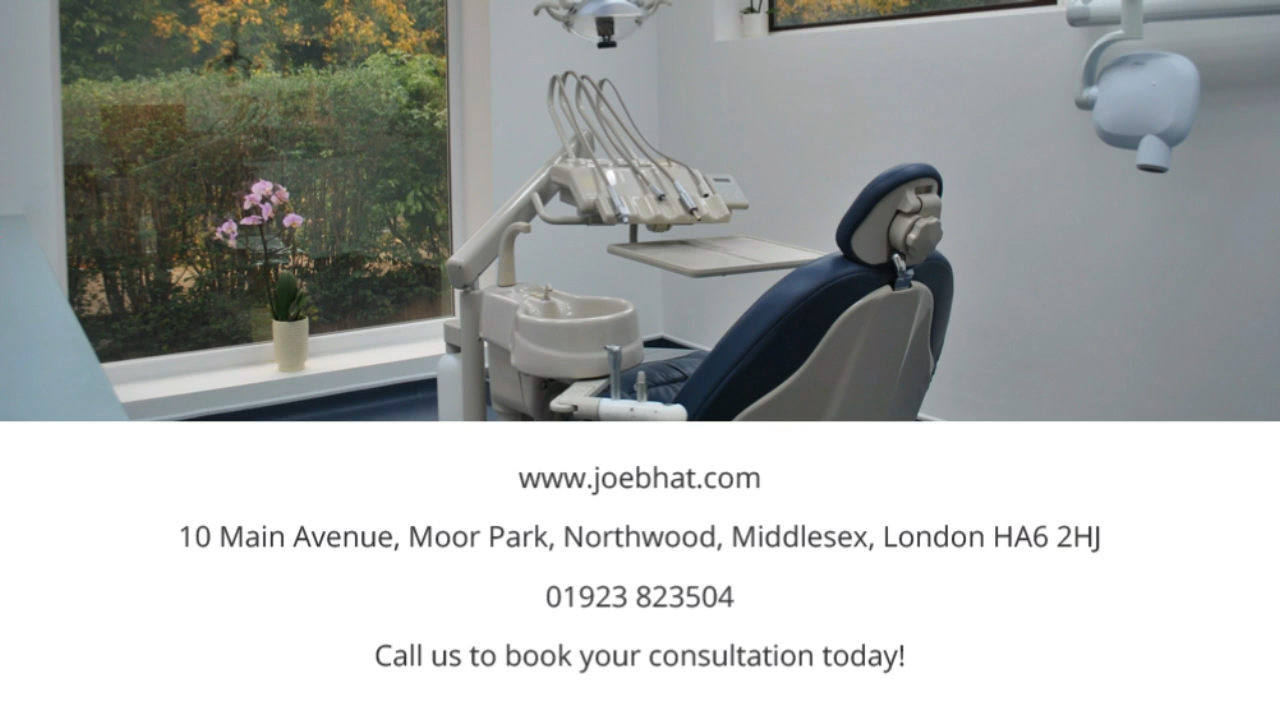 www.joebhat.com
10 Main Avenue, Moor Park, Northwood, Middlesex, London HA6 2HJ
01923 823504
Call us to book your consultation today!